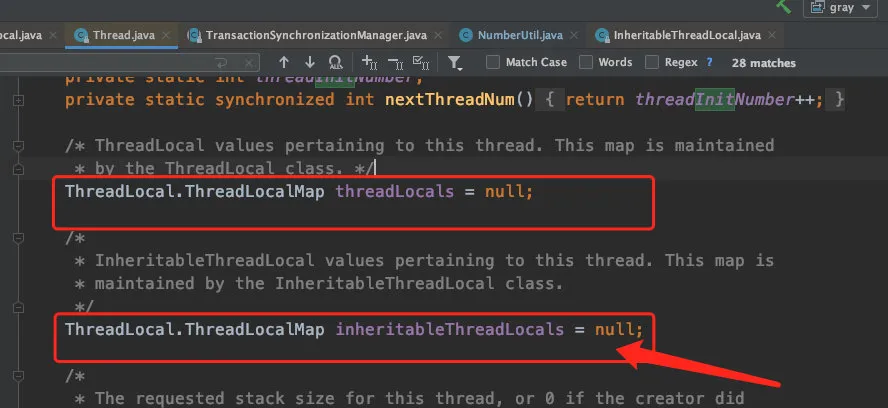 gray
ocal.java Thread.java TransactionSynchronizationManager.java NumberUtil.java InheritableThreadLocal.java
Match Case Words Regex ? 28 matches
private static int threadInitNumber;
private static synchronized int nextThreadNum() { return threadInitNumber++; }
/* ThreadLocal values pertaining to this thread. This map is maintained
* by the ThreadLocal class. */
ThreadLocal.ThreadLocalMap threadLocals = null;
/*
* InheritableThreadLocal values pertaining to this thread. This map is
* maintained by the InheritableThreadLocal class.
*/
ThreadLocal.ThreadLocalMap inheritableThreadLocals = null;
/*
* The requested stack size for this thread, or 0 if the creator did